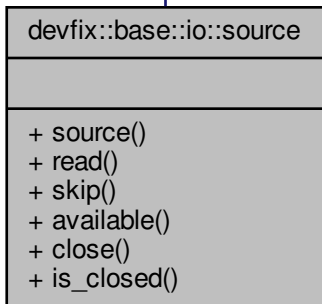 devfix::base::io::source
+ source()
+ read()
+ skip()
+ available()
+ close()
+ is_closed()